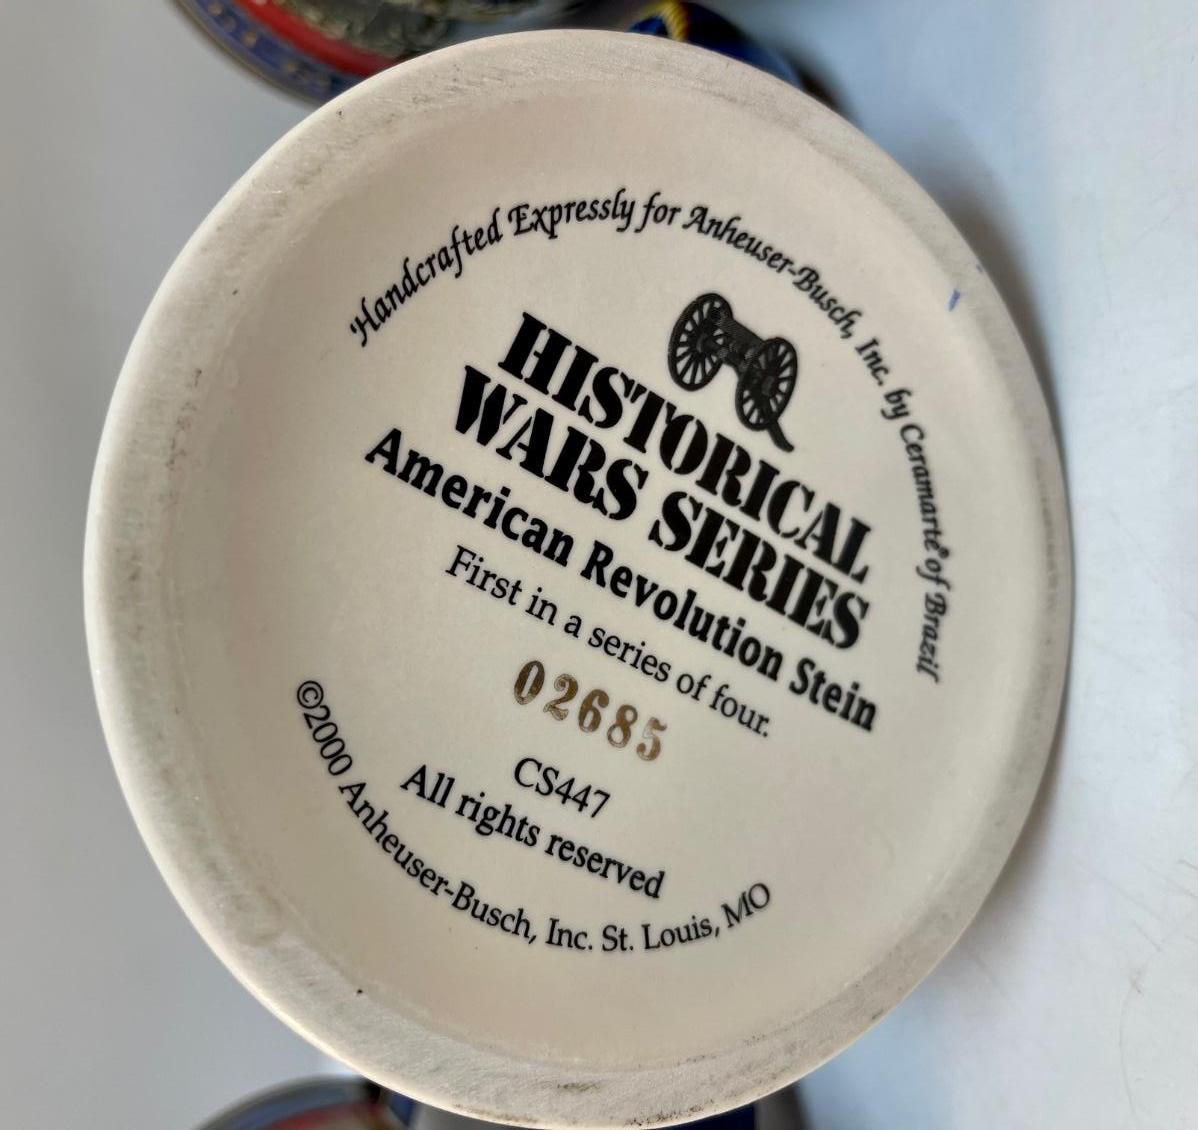 Handcrafted Expressly for Anheuser-Busch, Inc. by Ceramarte® of Brazil
HISTORICAL
WARS SERIES
American Revolution Stein
First in a series of four.
02685
CS447
All rights reserved
©2000 Anheuser-Busch, Inc. St. Louis, MO